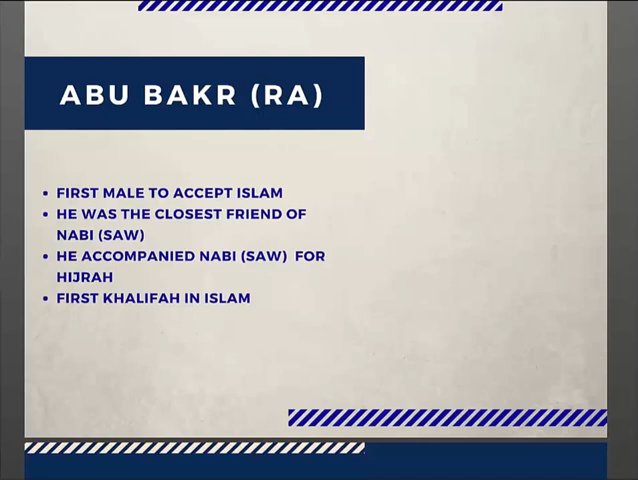 ABU BAKR (RA)
• FIRST MALE TO ACCEPT ISLAM
• HE WAS THE CLOSEST FRIEND OF
NABI (SAW)
• HE ACCOMPANIED NABI (SAW) FOR
HIJRAH
• FIRST KHALIFAH IN ISLAM